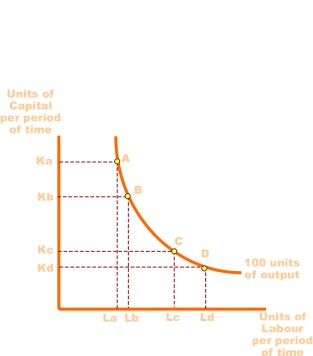 Units of
Capital
per period
of time
Ka
A
Kb
B
Kc
C
Kd
D
100 units
of output
La Lb Lc Ld
Units of
Labour
per period
of time